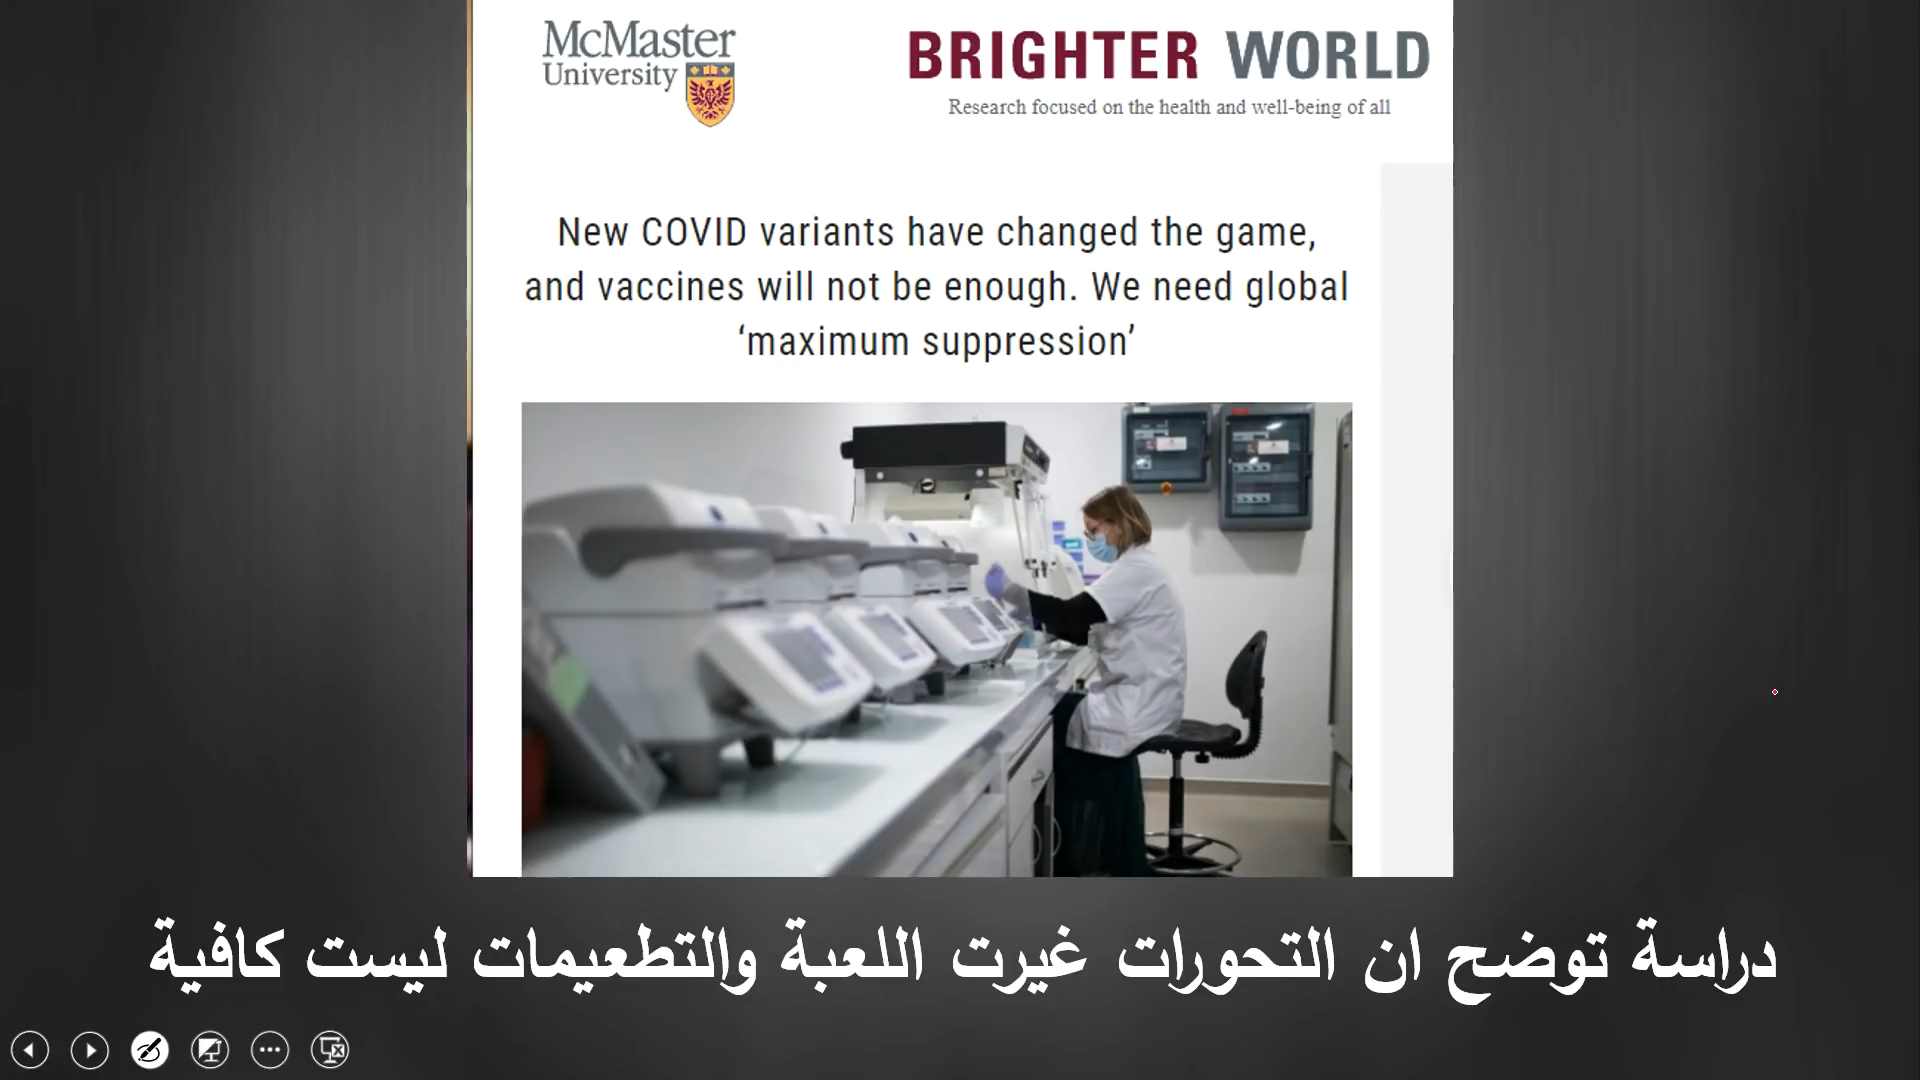 McMaster
University
BRIGHTER WORLD
Research focused on the health and well-being of all
New COVID variants have changed the game,
and vaccines will not be enough. We need global
‘maximum suppression’
دراسة توضح ان التحورات غيرت اللعبة والتطعيمات ليست كافية